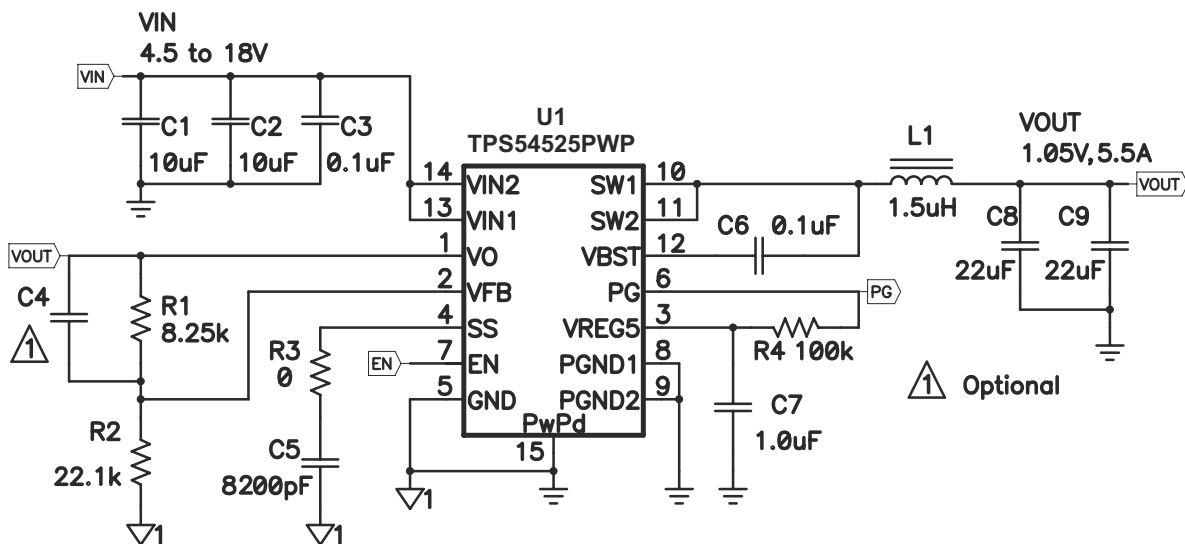 VIN
4.5 to 18V
VIN
C1
10uF
C2
10uF
C3
0.1uF
U1
TPS54525PWP
14
VIN2
13
VIN1
1
VO
2
VFB
4
SS
7
EN
5
GND
SW1
10
SW2
11
VBST
12
PG
6
VREG5
3
PGND1
8
PGND2
9
PwPd
15
L1
1.5uH
VOUT
1.05V, 5.5A
VOUT
C6
0.1uF
C8
22uF
C9
22uF
PG
R4 100k
C7
1.0uF
VOUT
C4
1
R1
8.25k
R3
0
EN
R2
22.1k
C5
8200pF
1
1
1
1 Optional